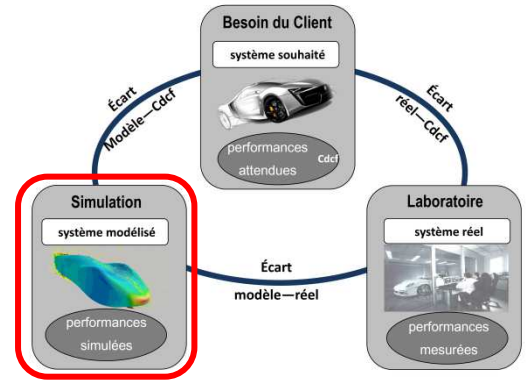 Besoin du Client
système souhaité
performances
attendues
Cdcf
Écart
Modèle—Cdcf
Écart
réel—Cdcf
Simulation
système modélisé
performances
simulées
Écart
modèle—réel
Laboratoire
système réel
performances
mesurées